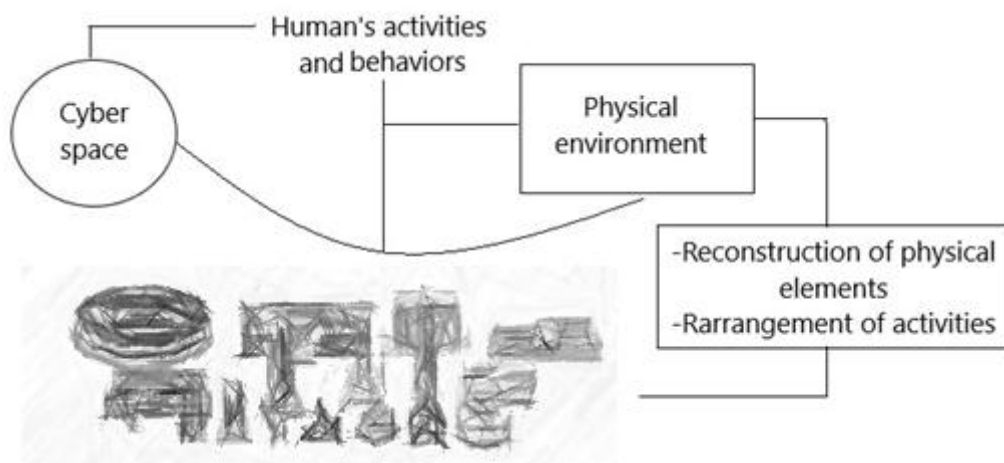 Human's activities
and behaviors
Cyber
space
Physical
environment
-Reconstruction of physical
elements
-Rarrangement of activities